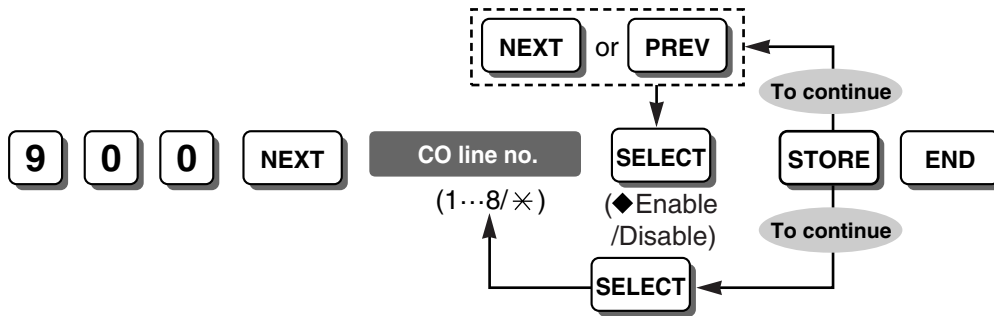 NEXT or PREV
To continue
9 0 0 NEXT CO line no. SELECT STORE END
(1···8/✳) (◆Enable
/Disable)
To continue
SELECT